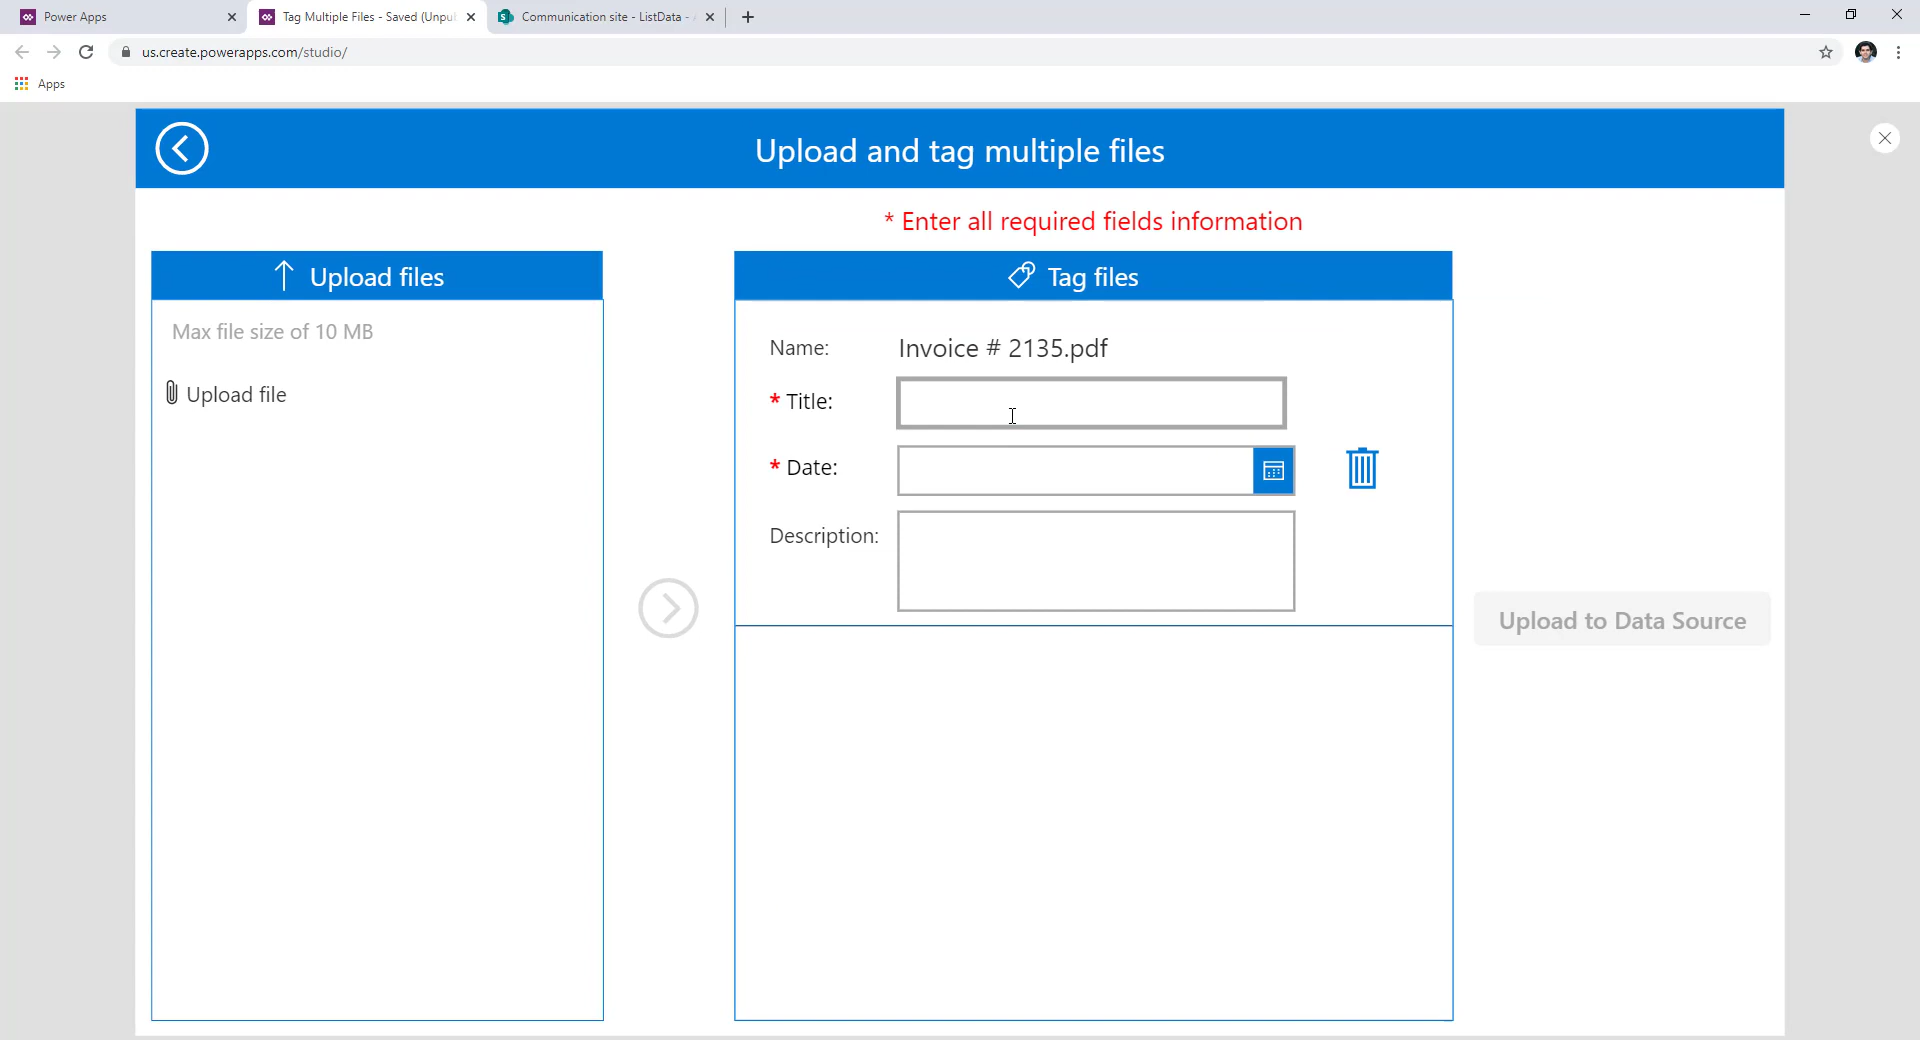 Power Apps
Tag Multiple Files - Saved (Unpu
Communication site - ListData -
us.create.powerapps.com/studio/
Apps
Upload and tag multiple files
* Enter all required fields information
Upload files
Max file size of 10 MB
Upload file
Tag files
Name: Invoice # 2135.pdf
* Title:
* Date:
Description:
Upload to Data Source